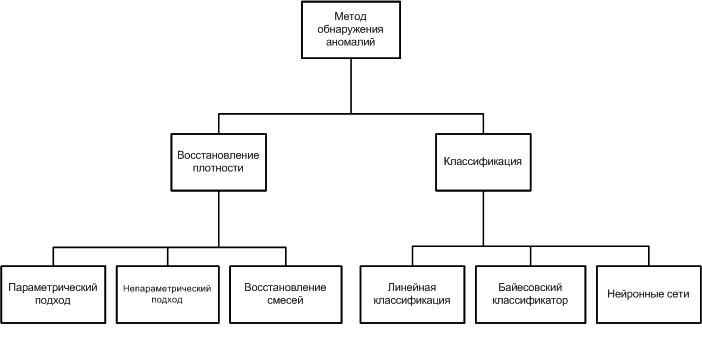 Метод
обнаружения
аномалий
Восстановление
плотности
Классификация
Параметрический
подход
Непараметрический
подход
Восстановление
смесей
Линейная
классификация
Байесовский
классификатор
Нейронные сети